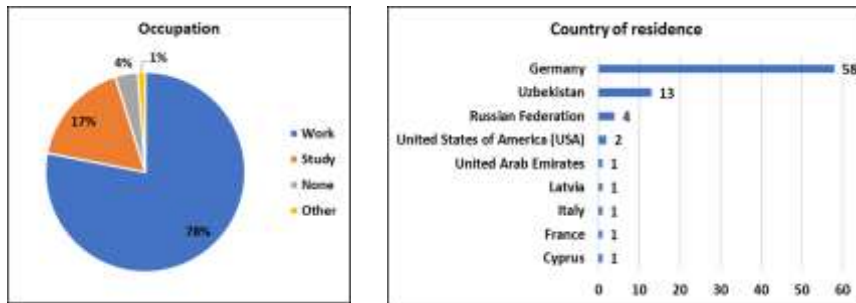 Occupation
4%
1%
17%
78%
Work
Study
None
Other
Country of residence
Germany 58
Uzbekistan 13
Russian Federation 4
United States of America (USA) 2
United Arab Emirates 1
Latvia 1
Italy 1
France 1
Cyprus 1
0 10 20 30 40 50 60